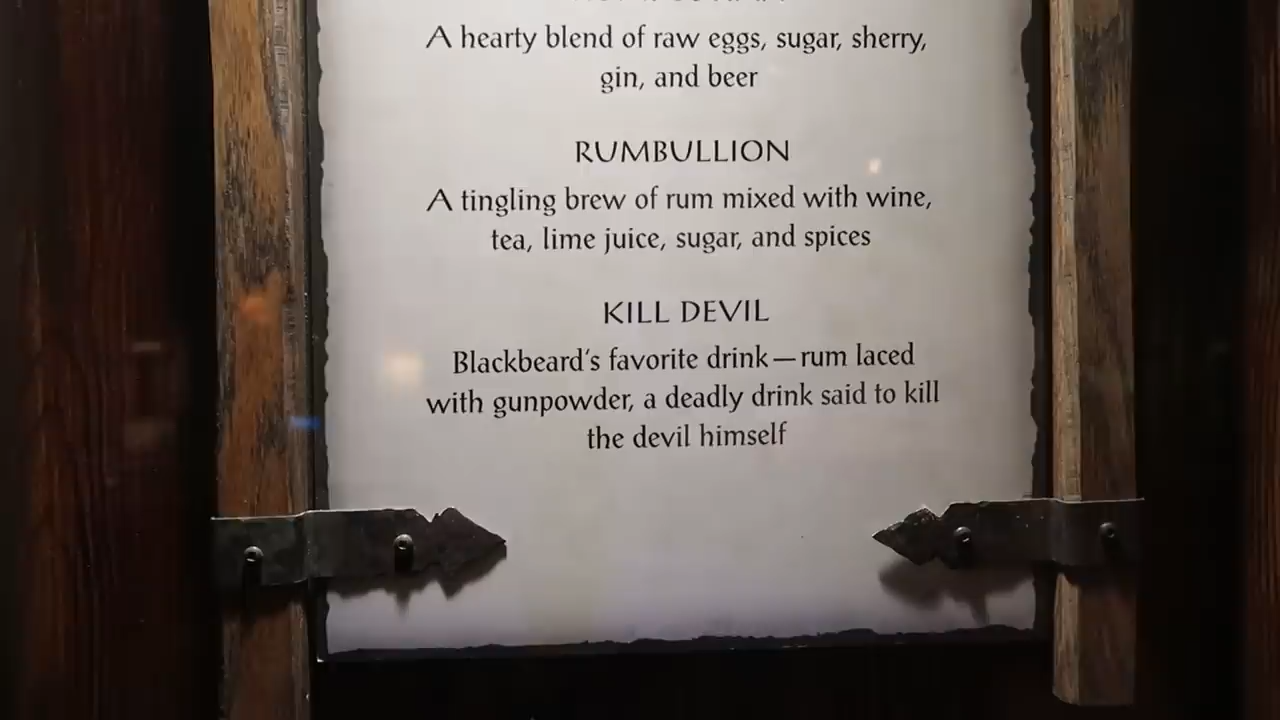 A hearty blend of raw eggs, sugar, sherry,
gin, and beer
RUMBULLION
A tingling brew of rum mixed with wine,
tea, lime juice, sugar, and spices
KILL DEVIL
Blackbeard's favorite drink—rum laced
with gunpowder, a deadly drink said to kill
the devil himself